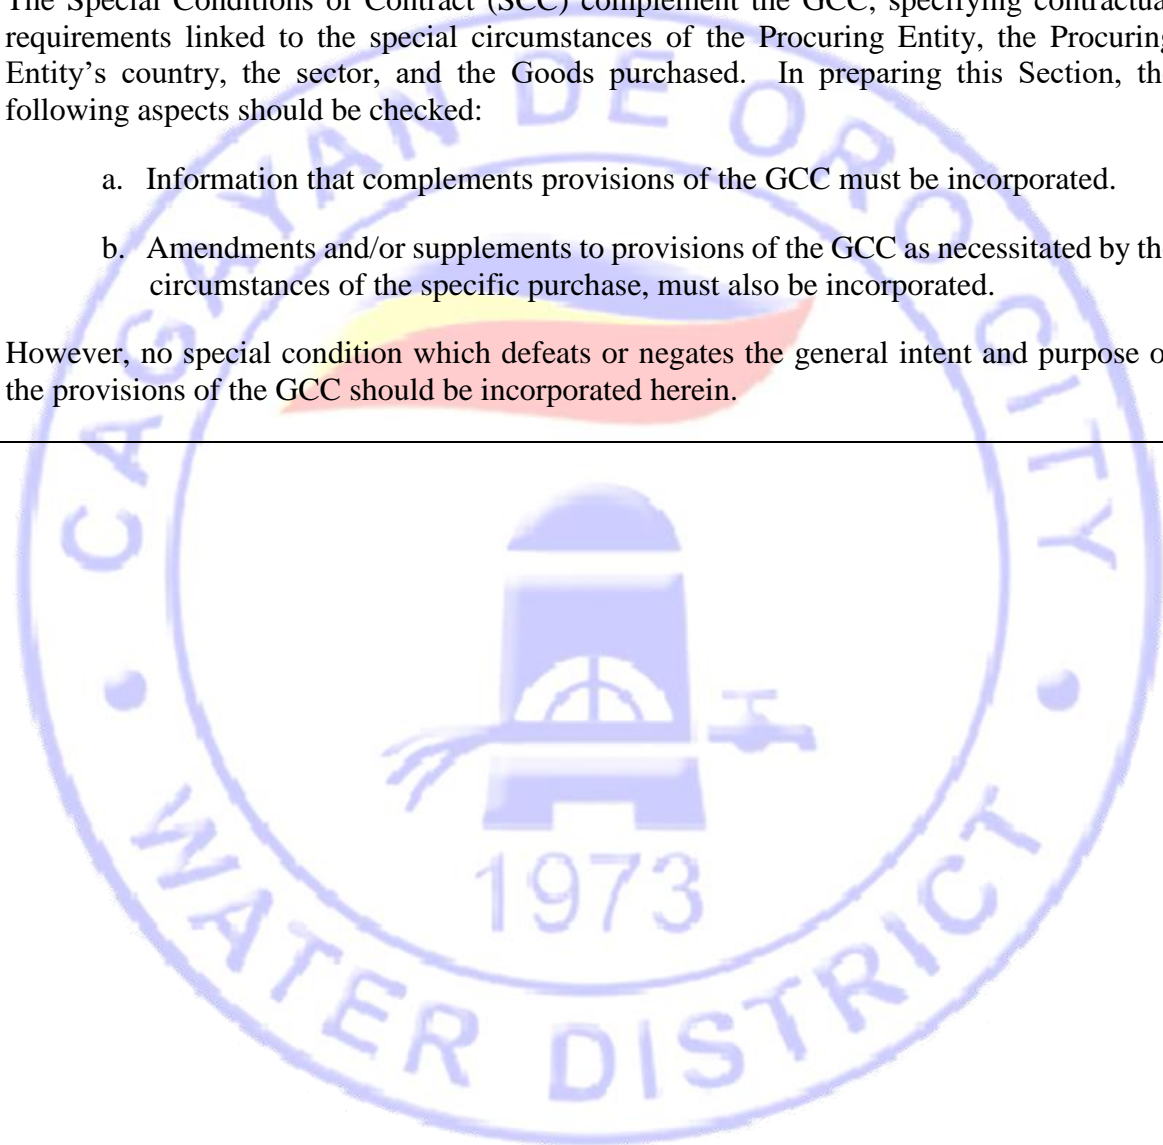 The Special Conditions of Contract (SCC) complement the GCC, specifying contractua
requirements linked to the special circumstances of the Procuring Entity, the Procuring
Entity's country, the sector, and the Goods purchased. In preparing this Section, th
following aspects should be checked:
a. Information that complements provisions of the GCC must be incorporated.
b. Amendments and/or supplements to provisions of the GCC as necessitated by th
circumstances of the specific purchase, must also be incorporated.
However, no special condition which defeats or negates the general intent and purpose o
the provisions of the GCC should be incorporated herein.
CAGAYAN DE ORO CITY
1973
WATER DISTRICT